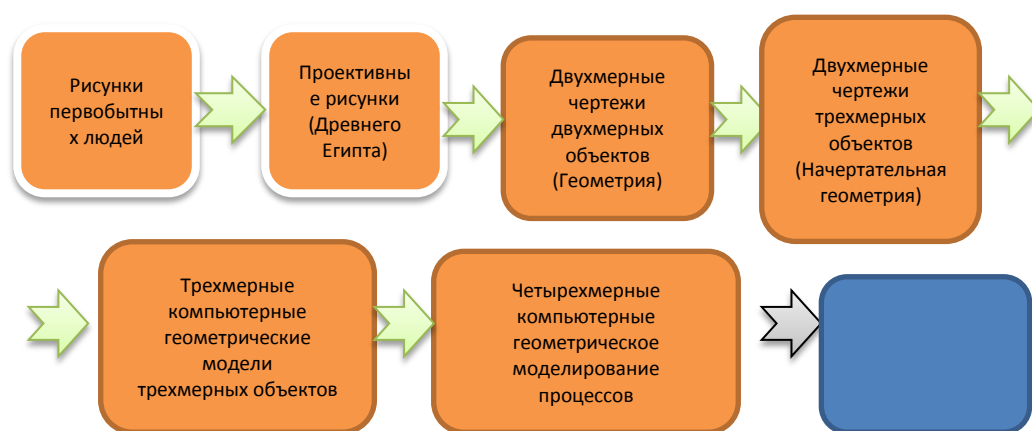 Рисунки
первобытны
х людей
Проективны
е рисунки
(Древнего
Египта)
Двухмерные
чертежи
двухмерных
объектов
(Геометрия)
Двухмерные
чертежи
трехмерных
объектов
(Начертательная
геометрия)
Трехмерные
компьютерные
геометрические
модели
трехмерных объектов
Четырехмерные
компьютерные
геометрическое
моделирование
процессов